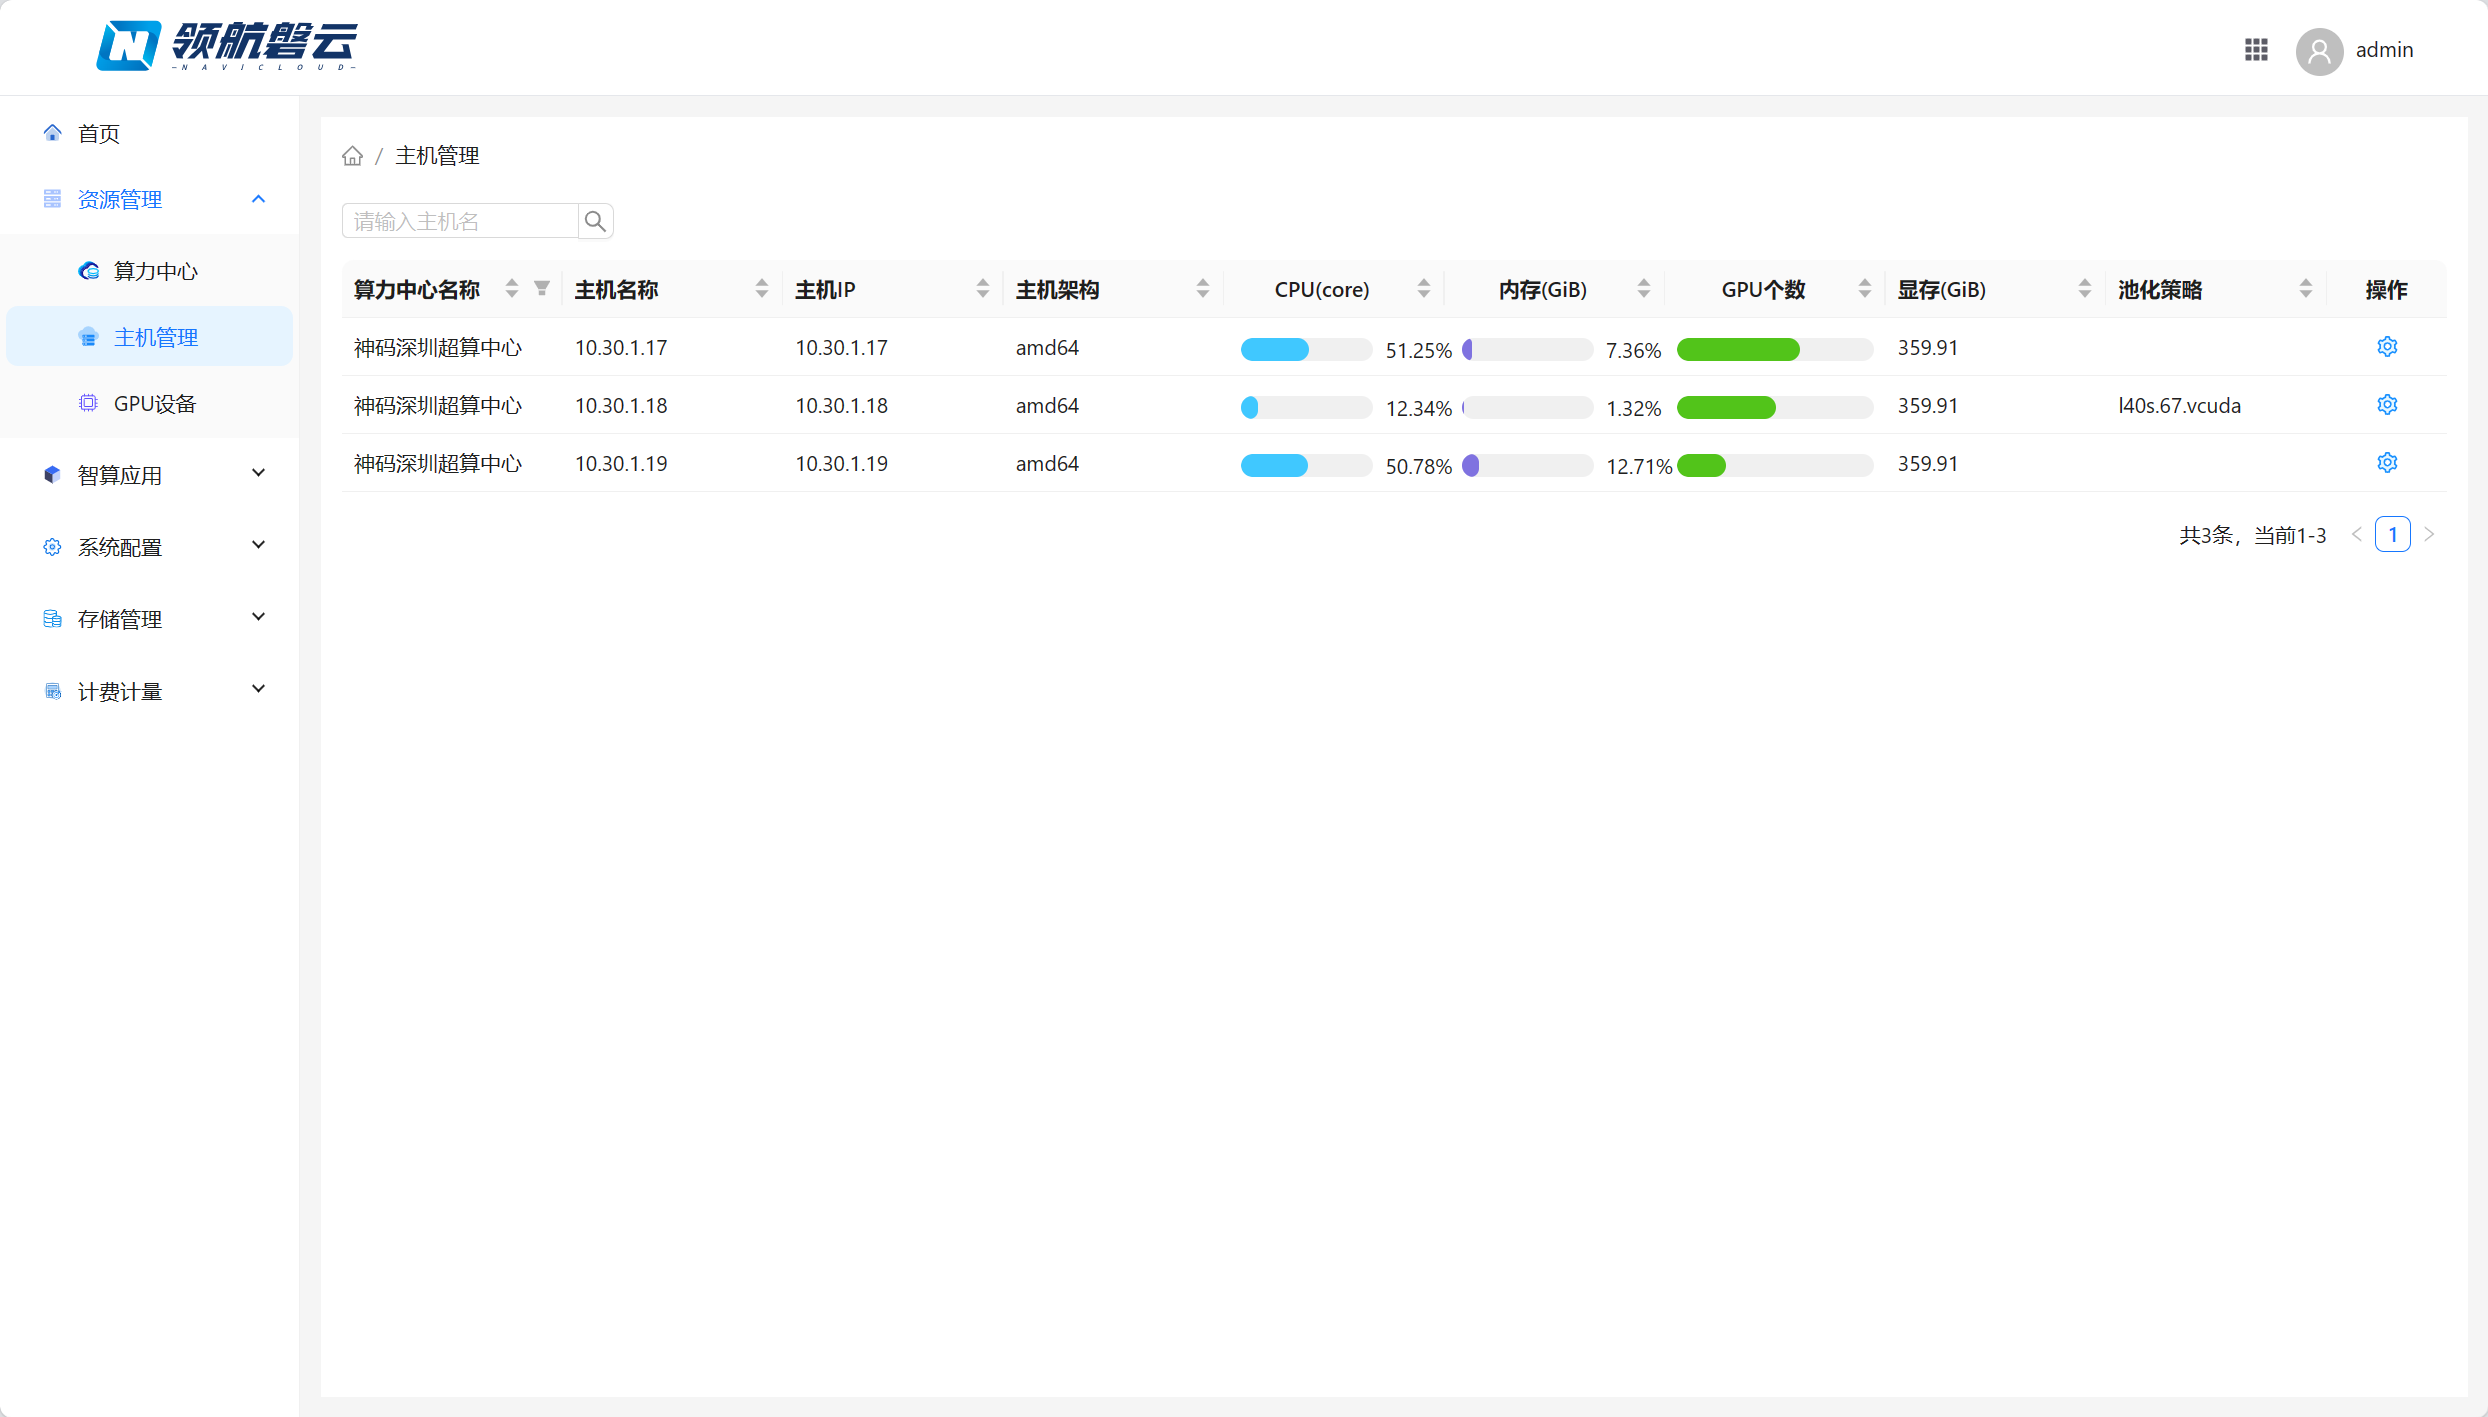 领航磐云
-NAVICLOUD-
admin
首页
资源管理
算力中心
主机管理
GPU设备
智算应用
系统配置
存储管理
计费计量
/ 主机管理
请输入主机名
算力中心名称 主机名称 主机IP 主机架构 CPU(core) 内存(GiB) GPU个数 显存(GiB) 池化策略 操作
神码深圳超算中心 10.30.1.17 10.30.1.17 amd64 51.25% 7.36% 359.91
神码深圳超算中心 10.30.1.18 10.30.1.18 amd64 12.34% 1.32% 359.91 l40s.67.vcuda
神码深圳超算中心 10.30.1.19 10.30.1.19 amd64 50.78% 12.71% 359.91
共3条，当前1-3 < 1 >